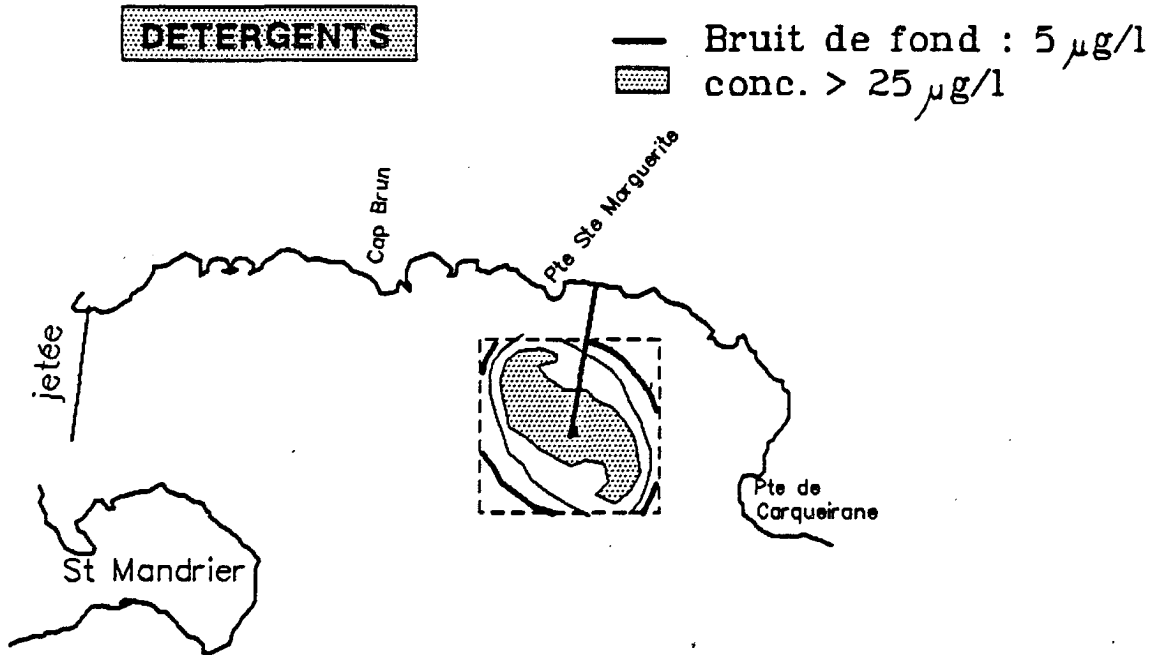 DETERGENTS
Bruit de fond : 5 µg/l
conc. > 25 µg/l
Cap Brun
Pte Ste Marguerite
jetée
Pte de
Carqueirane
St Mandrier